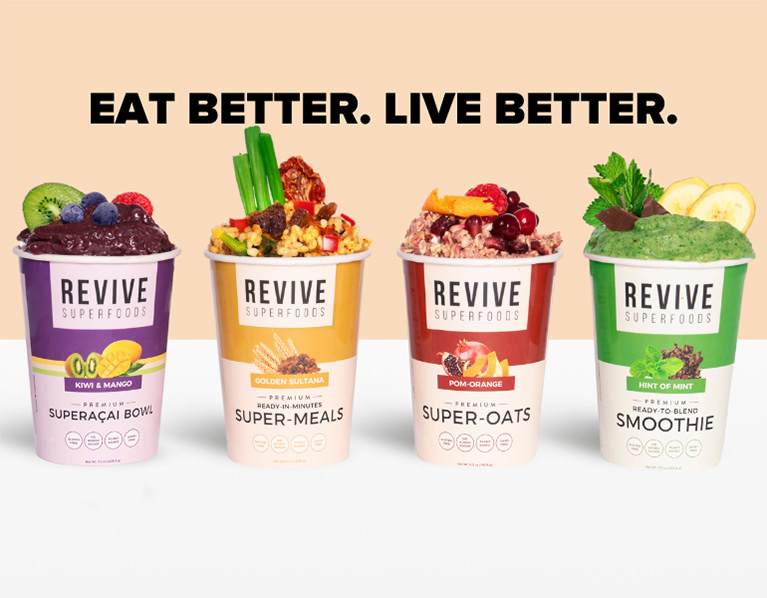 EAT BETTER. LIVE BETTER.
REVIVE
SUPERFOODS
KIWI & MANGO
PREMIUM
SUPERAÇAI BOWL
REVIVE
SUPERFOODS
GOLDEN SULTANA
PREMIUM
READY-IN-MINUTES
SUPER-MEALS
REVIVE
SUPERFOODS
POM-ORANGE
PREMIUM
SUPER-OATS
REVIVE
SUPERFOODS
HINT OF MINT
PREMIUM
READY-TO-BLEND
SMOOTHIE